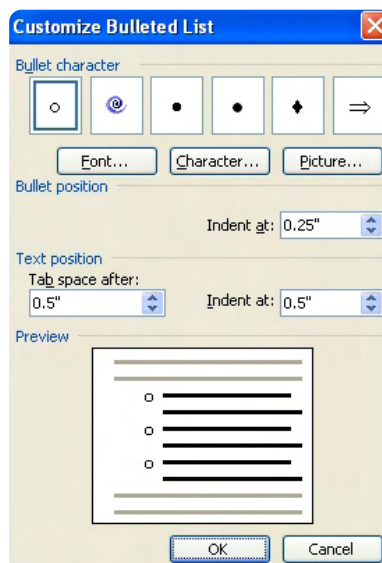 Customize Bulleted List
Bullet character
Font... Character... Picture...
Bullet position
Indent at: 0.25"
Text position
Tab space after:
0.5" Indent at: 0.5"
Preview
OK Cancel